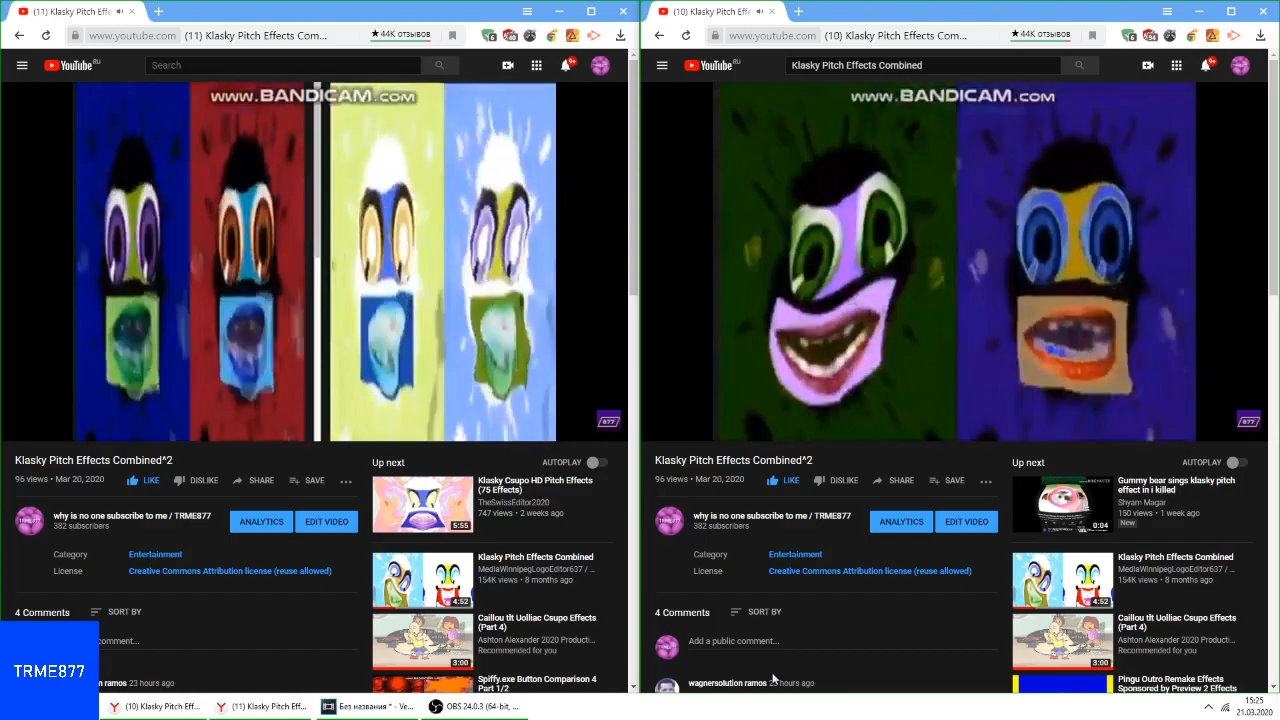 (11) Klasky Pitch Effe
www.youtube.com
(11) Klasky Pitch Effects Com...
★44K отзывов
YouTube RU
Search
9+
www.BANDICAM.com
877
Klasky Pitch Effects Combined^2
96 views • Mar 20, 2020
LIKE
DISLIKE
SHARE
SAVE
why is no one subscribe to me / TRME877
382 subscribers
ANALYTICS
EDIT VIDEO
Category
Entertainment
License
Creative Commons Attribution license (reuse allowed)
4 Comments
SORT BY
comment...
n ramos 23 hours ago
Up next
AUTOPLAY
Klasky Csupo HD Pitch Effects
(75 Effects)
TheSwissEditor2020
747 views • 2 weeks ago
5:55
Klasky Pitch Effects Combined
MediaWinnipegLogoEditor637 / ...
154K views • 8 months ago
4:52
Caillou tlt Uolliac Csupo Effects
(Part 4)
Ashton Alexander 2020 Producti...
Recommended for you
3:00
Spiffy.exe Button Comparison 4
Part 1/2
TRME877
(10) Klasky Pitch Effe
www.youtube.com
(10) Klasky Pitch Effects Com...
★44K отзывов
YouTube RU
Klasky Pitch Effects Combined
9+
www.BANDICAM.com
877
Klasky Pitch Effects Combined^2
96 views • Mar 20, 2020
LIKE
DISLIKE
SHARE
SAVE
why is no one subscribe to me / TRME877
382 subscribers
ANALYTICS
EDIT VIDEO
Category
Entertainment
License
Creative Commons Attribution license (reuse allowed)
4 Comments
SORT BY
Add a public comment...
wagnersolution ramos hours ago
Up next
AUTOPLAY
Gummy bear sings klasky pitch
effect in i killed
Shyam Magar
150 views • 1 week ago
New
0:04
Klasky Pitch Effects Combined
MediaWinnipegLogoEditor637 / ...
154K views • 8 months ago
4:52
Caillou tlt Uolliac Csupo Effects
(Part 4)
Ashton Alexander 2020 Producti...
Recommended for you
3:00
Pingu Outro Remake Effects
Sponsored by Preview 2 Effects
(10) Klasky Pitch Eff...
(11) Klasky Pitch Eff...
Без названия * - Ve...
OBS 24.0.3 (64-bit, ...
15:25
21.03.2020